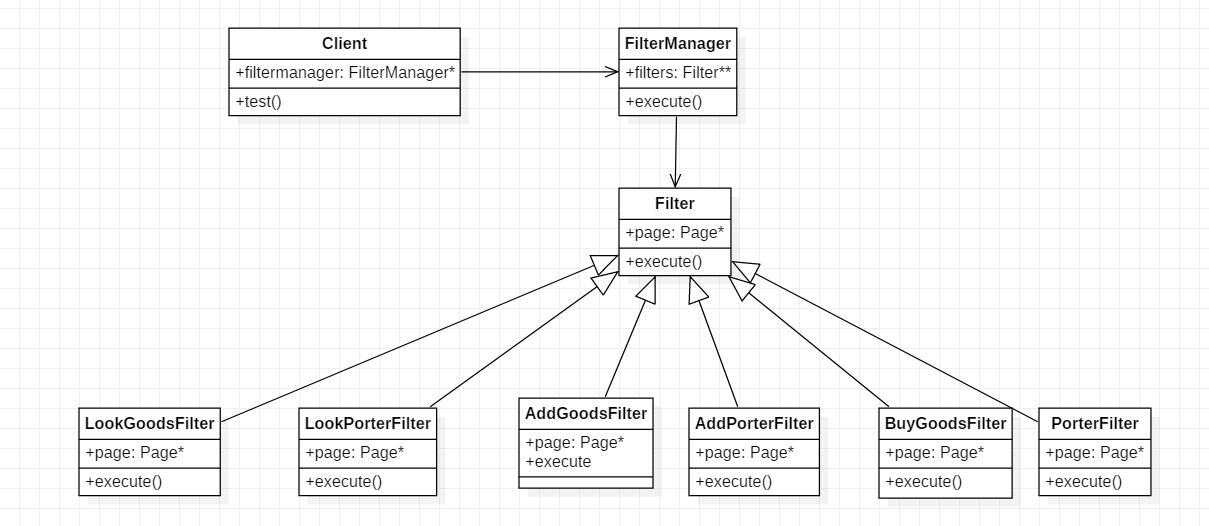 Client
+filtermanager: FilterManager*
+test()
FilterManager
+filters: Filter**
+execute()
Filter
+page: Page*
+execute()
LookGoodsFilter
+page: Page*
+execute()
LookPorterFilter
+page: Page*
+execute()
AddGoodsFilter
+page: Page*
+execute
AddPorterFilter
+page: Page*
+execute()
BuyGoodsFilter
+page: Page*
+execute()
PorterFilter
+page: Page*
+execute()